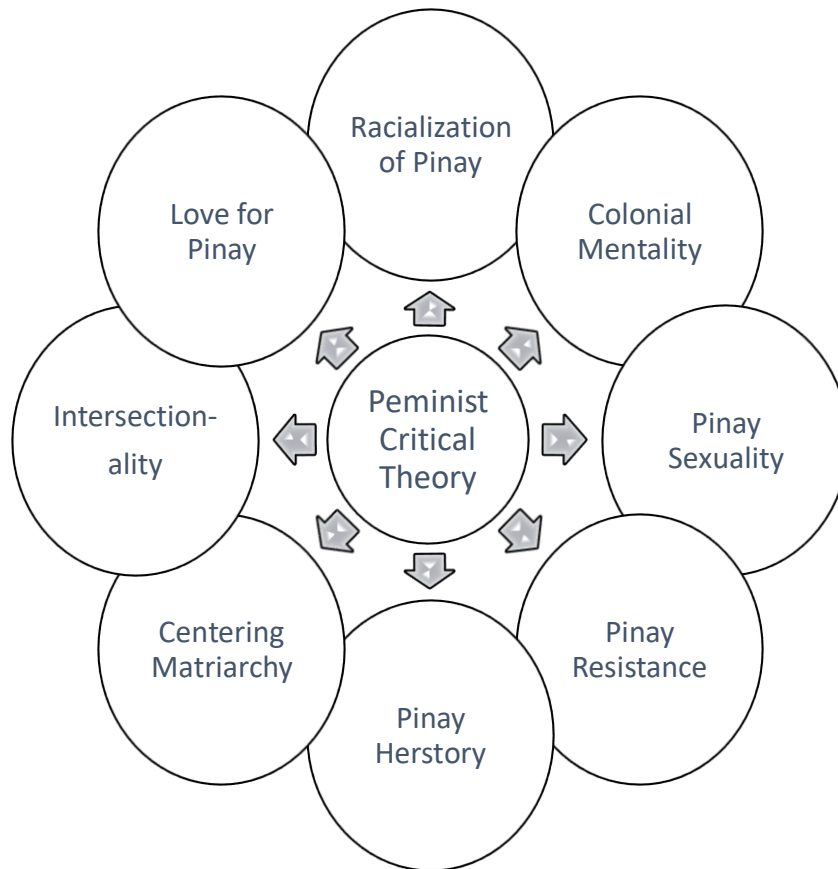 Racialization
of Pinay
Love for
Pinay
Colonial
Mentality
Intersection-
ality
Peminist
Critical
Theory
Pinay
Sexuality
Centering
Matriarchy
Pinay
Resistance
Pinay
Herstory